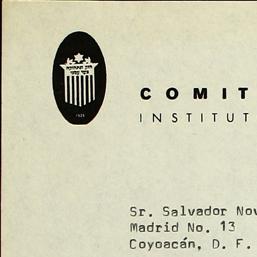 COMIT
INSTITUT
Sr. Salvador Nov
Madrid No. 13
Coyoacán, D. F.